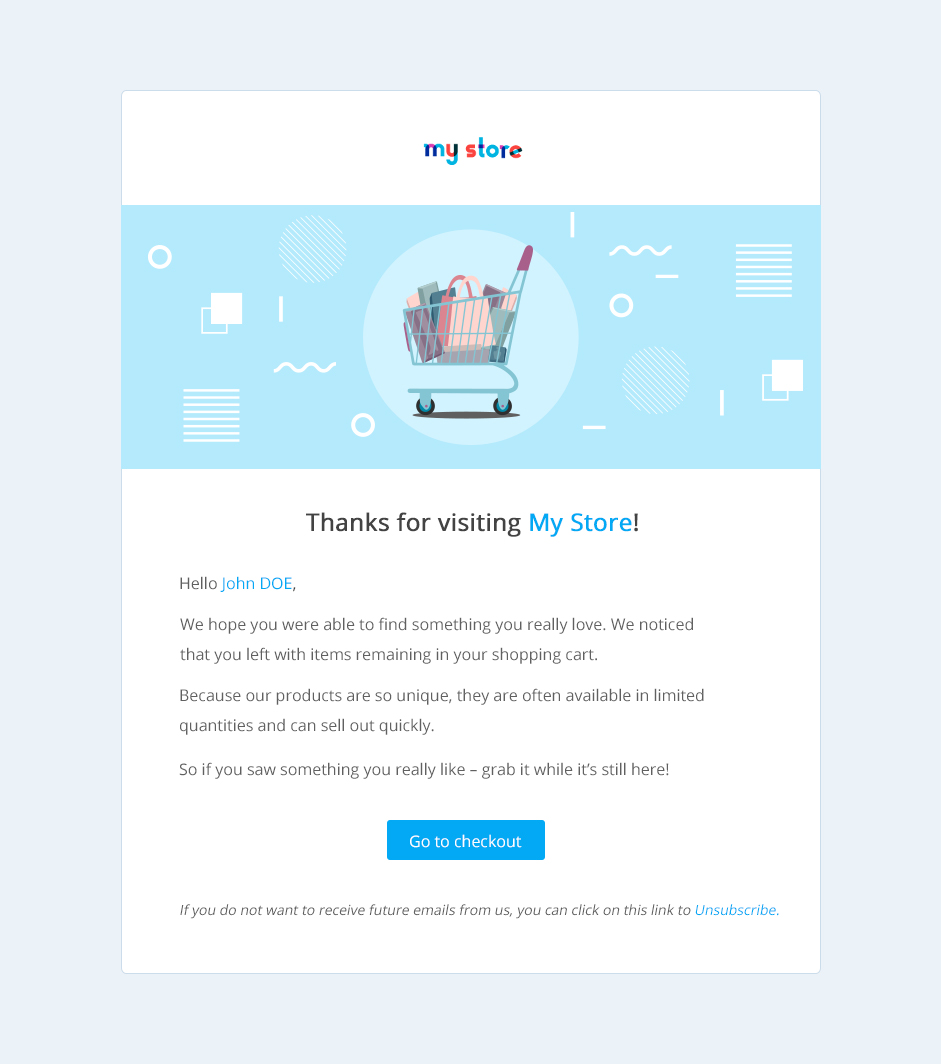 my store
Thanks for visiting My Store!
Hello John DOE,
We hope you were able to find something you really love. We noticed
that you left with items remaining in your shopping cart.
Because our products are so unique, they are often available in limited
quantities and can sell out quickly.
So if you saw something you really like – grab it while it’s still here!
Go to checkout
If you do not want to receive future emails from us, you can click on this link to Unsubscribe.